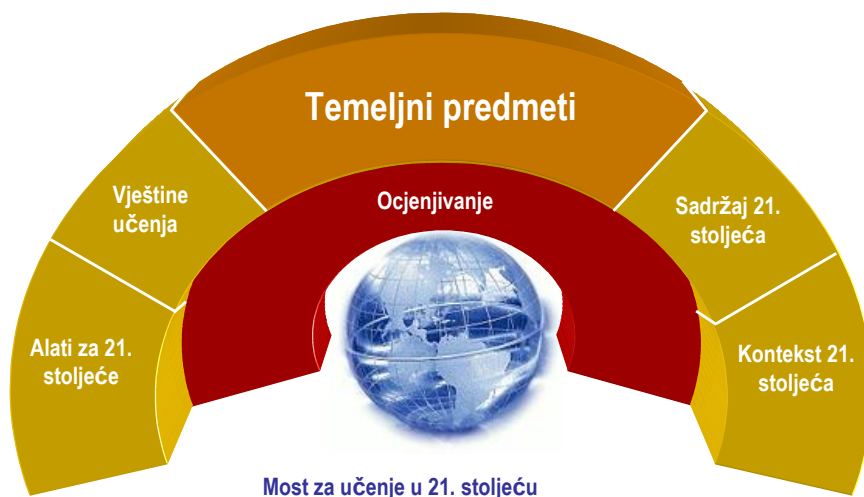 Temeljni predmeti
Vještine
učenja
Ocjenjivanje
Sadržaj 21.
stoljeća
Alati za 21.
stoljeće
Kontekst 21.
stoljeća
Most za učenje u 21. stoljeću